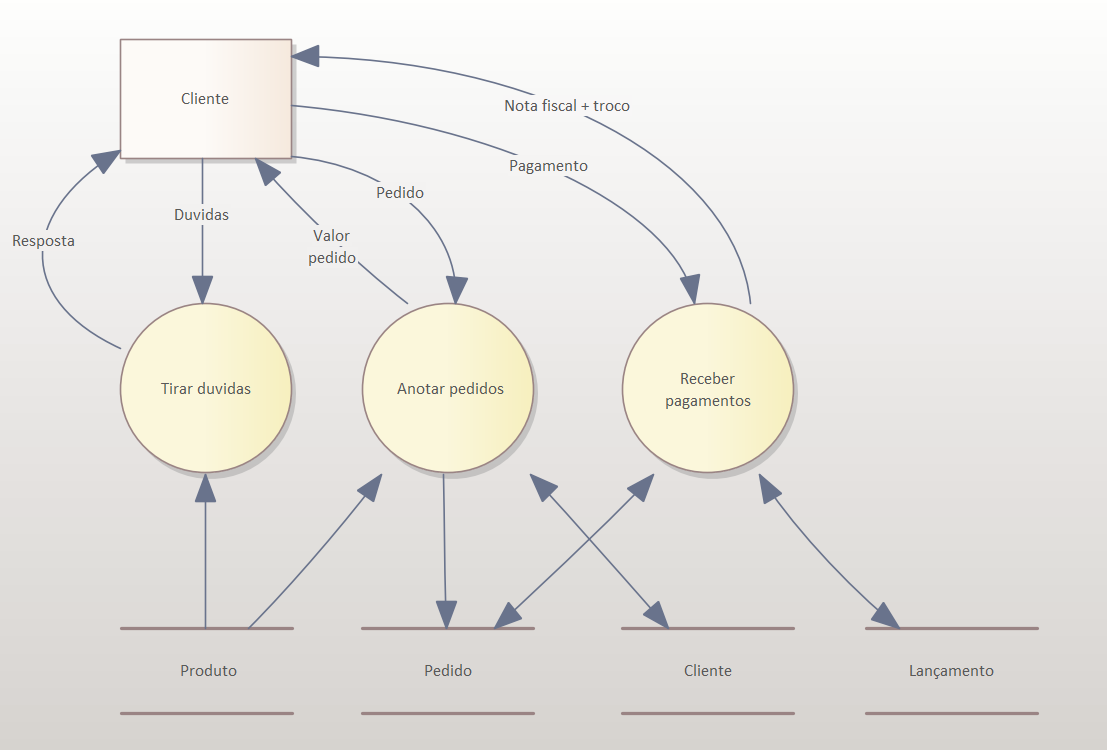 Cliente
Nota fiscal + troco
Pagamento
Pedido
Duvidas
Valor
pedido
Resposta
Tirar duvidas
Anotar pedidos
Receber
pagamentos
Produto
Pedido
Cliente
Lançamento